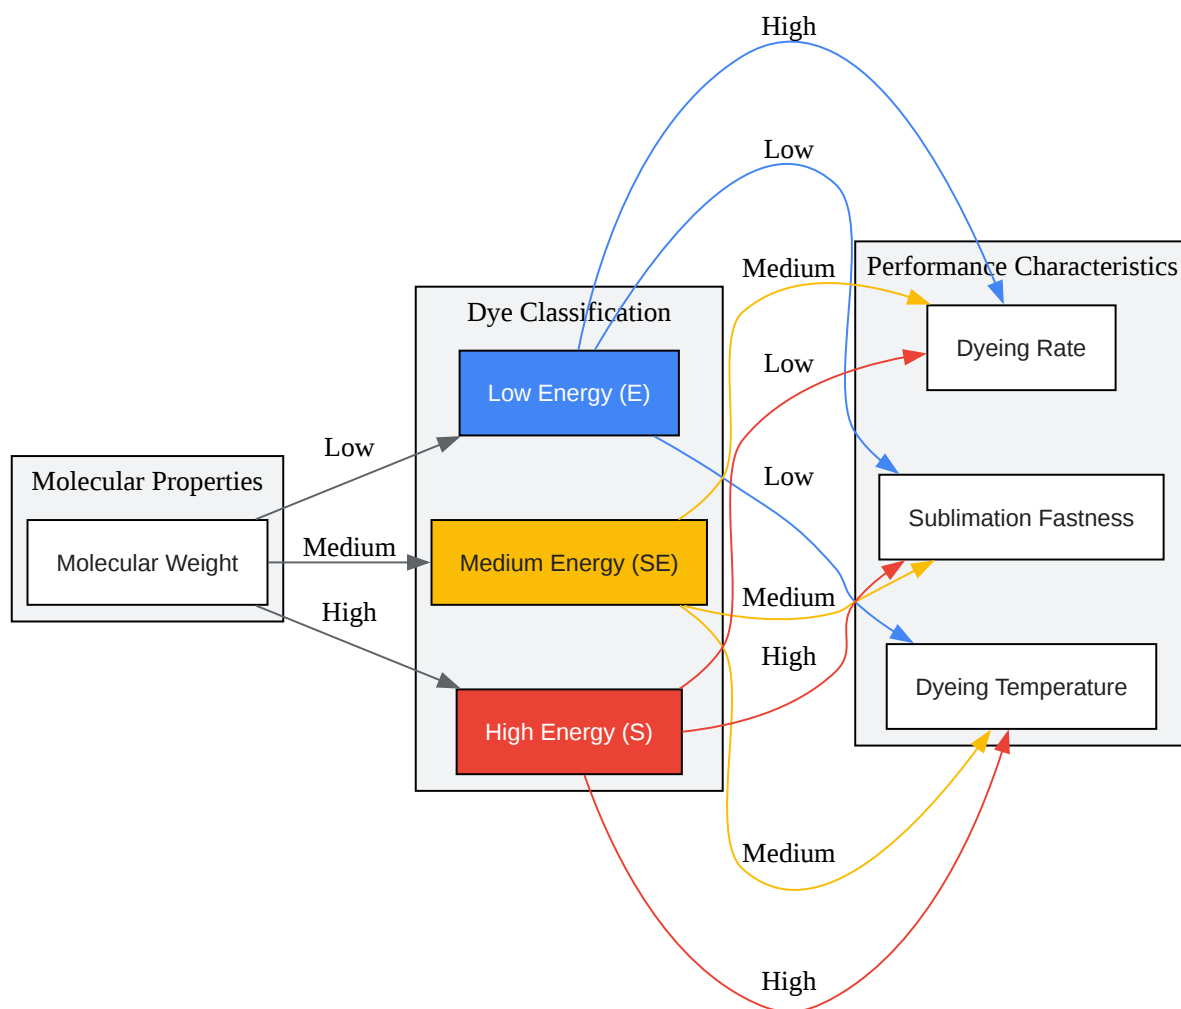 High
Low
Medium
Performance Characteristics
Dye Classification
Dyeing Rate
Low
Low Energy (E)
Low
Molecular Properties
Low
Sublimation Fastness
Medium
Molecular Weight
Medium Energy (SE)
Medium
High
High
Dyeing Temperature
High Energy (S)
Medium
High